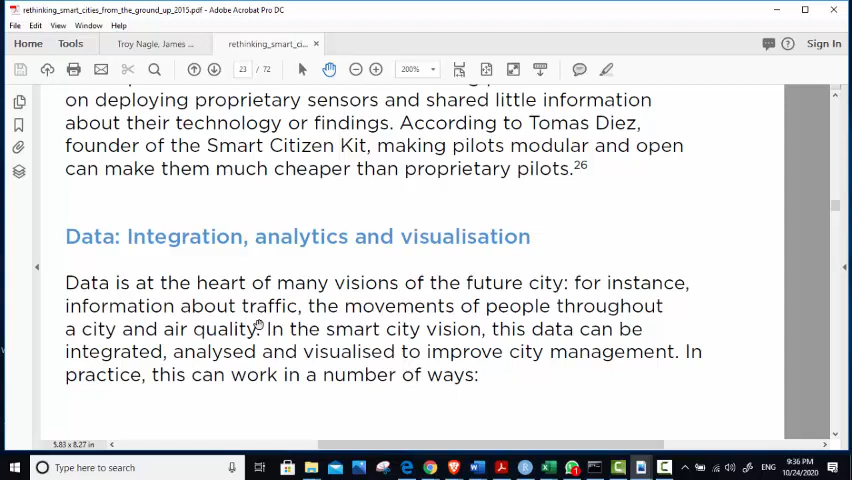 rethinking_smart_cities_from_the_ground_up_2015.pdf - Adobe Acrobat Pro DC
File Edit View Window Help
Home Tools Troy Nagle, James ... rethinking_smart_ci... × Sign In
23 / 72 200%
on deploying proprietary sensors and shared little information
about their technology or findings. According to Tomas Diez,
founder of the Smart Citizen Kit, making pilots modular and open
can make them much cheaper than proprietary pilots.26
Data: Integration, analytics and visualisation
Data is at the heart of many visions of the future city: for instance,
information about traffic, the movements of people throughout
a city and air quality. In the smart city vision, this data can be
integrated, analysed and visualised to improve city management. In
practice, this can work in a number of ways:
5.83 x 8.27 in
Type here to search
ENG
9:36 PM
10/24/2020